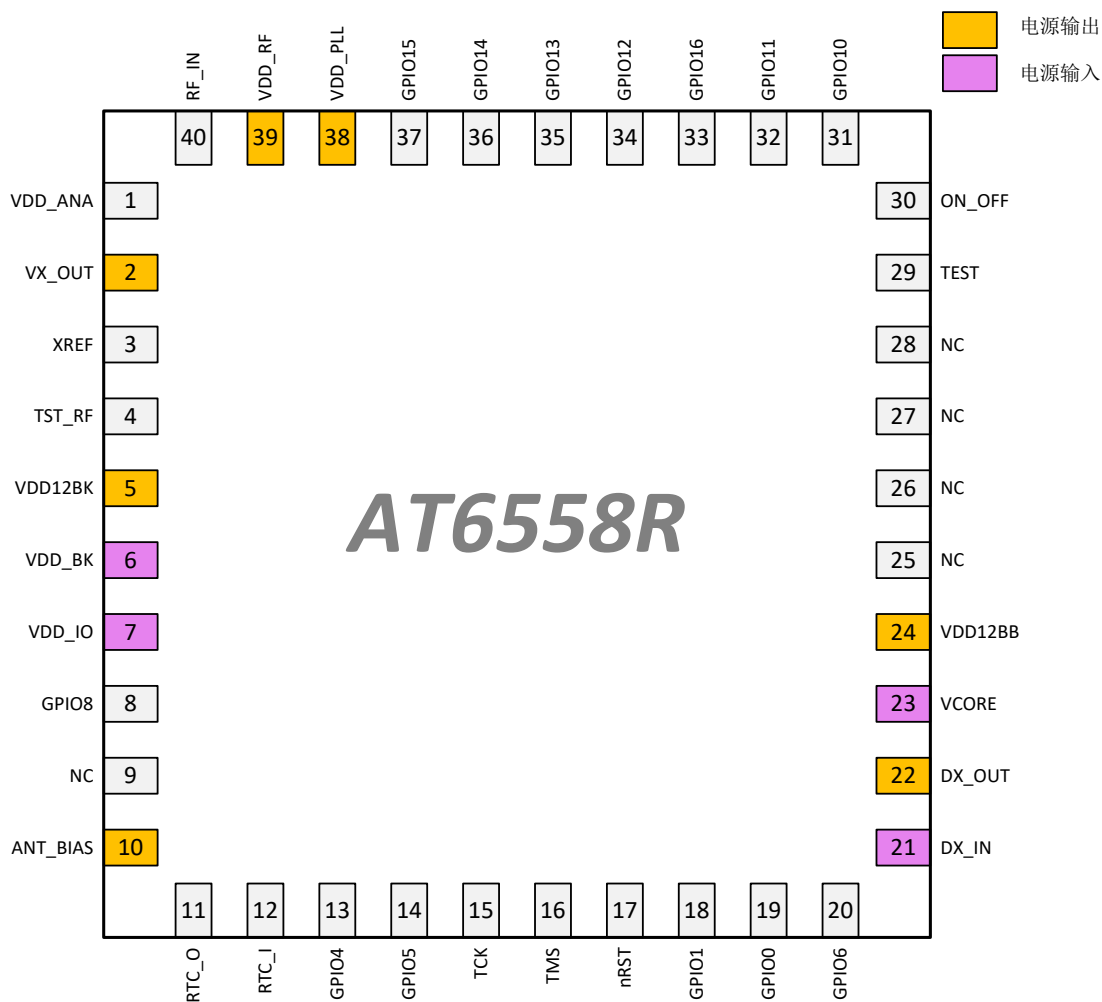 电源输出
电源输入
RF_IN
VDD_RF
VDD_PLL
GPIO15
GPIO14
GPIO13
GPIO12
GPIO16
GPIO11
GPIO10
40 39 38 37 36 35 34 33 32 31
VDD_ANA 1
30 ON_OFF
VX_OUT 2
29 TEST
XREF 3
28 NC
TST_RF 4
27 NC
VDD12BK 5
26 NC
AT6558R
VDD_BK 6
25 NC
VDD_IO 7
24 VDD12BB
GPIO8 8
23 VCORE
NC 9
22 DX_OUT
ANT_BIAS 10
21 DX_IN
11 12 13 14 15 16 17 18 19 20
RTC_O
RTC_I
GPIO4
GPIO5
TCK
TMS
nRST
GPIO1
GPIO0
GPIO6